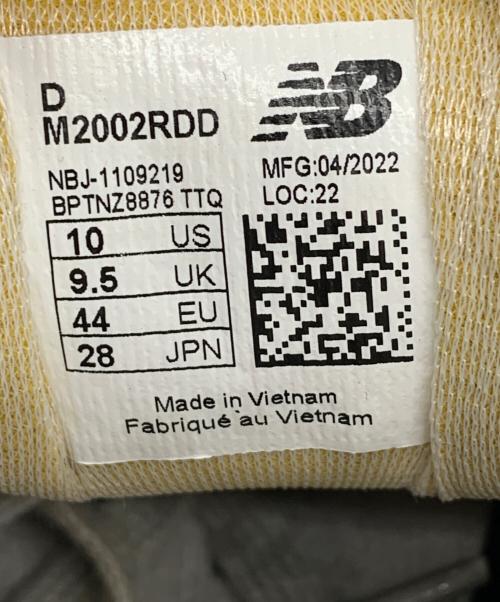 D
M2002RDD
NB
NBJ-1109219
BPTNZ8876 TTQ
MFG:04/2022
LOC:22
10 US
9.5 UK
44 EU
28 JPN
Made in Vietnam
Fabriqué au Vietnam